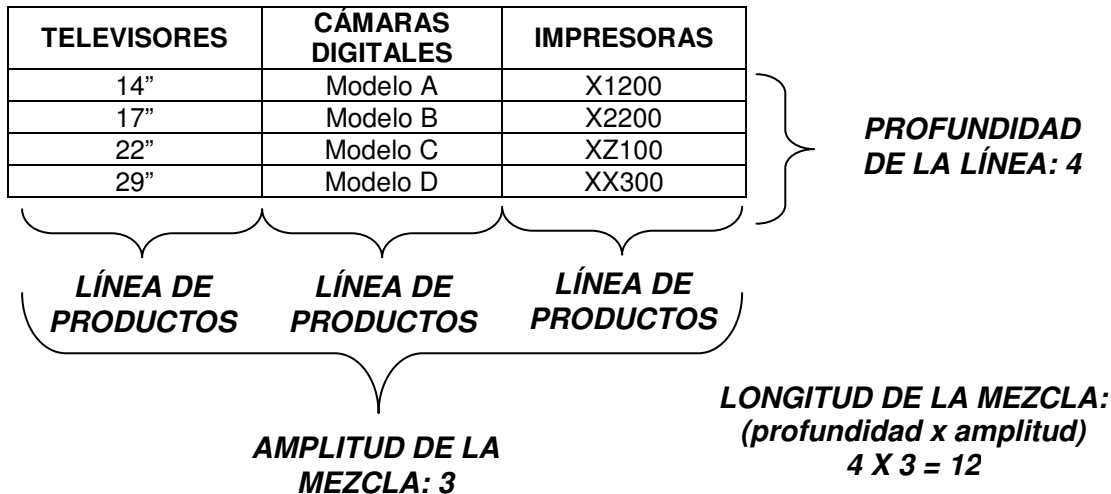 TELEVISORES CÁMARAS DIGITALES IMPRESORAS
14” Modelo A X1200
17” Modelo B X2200
22” Modelo C XZ100
29” Modelo D XX300
PROFUNDIDAD
DE LA LÍNEA: 4
LÍNEA DE
PRODUCTOS
LÍNEA DE
PRODUCTOS
LÍNEA DE
PRODUCTOS
AMPLITUD DE LA
MEZCLA: 3
LONGITUD DE LA MEZCLA:
(profundidad x amplitud)
4 X 3 = 12